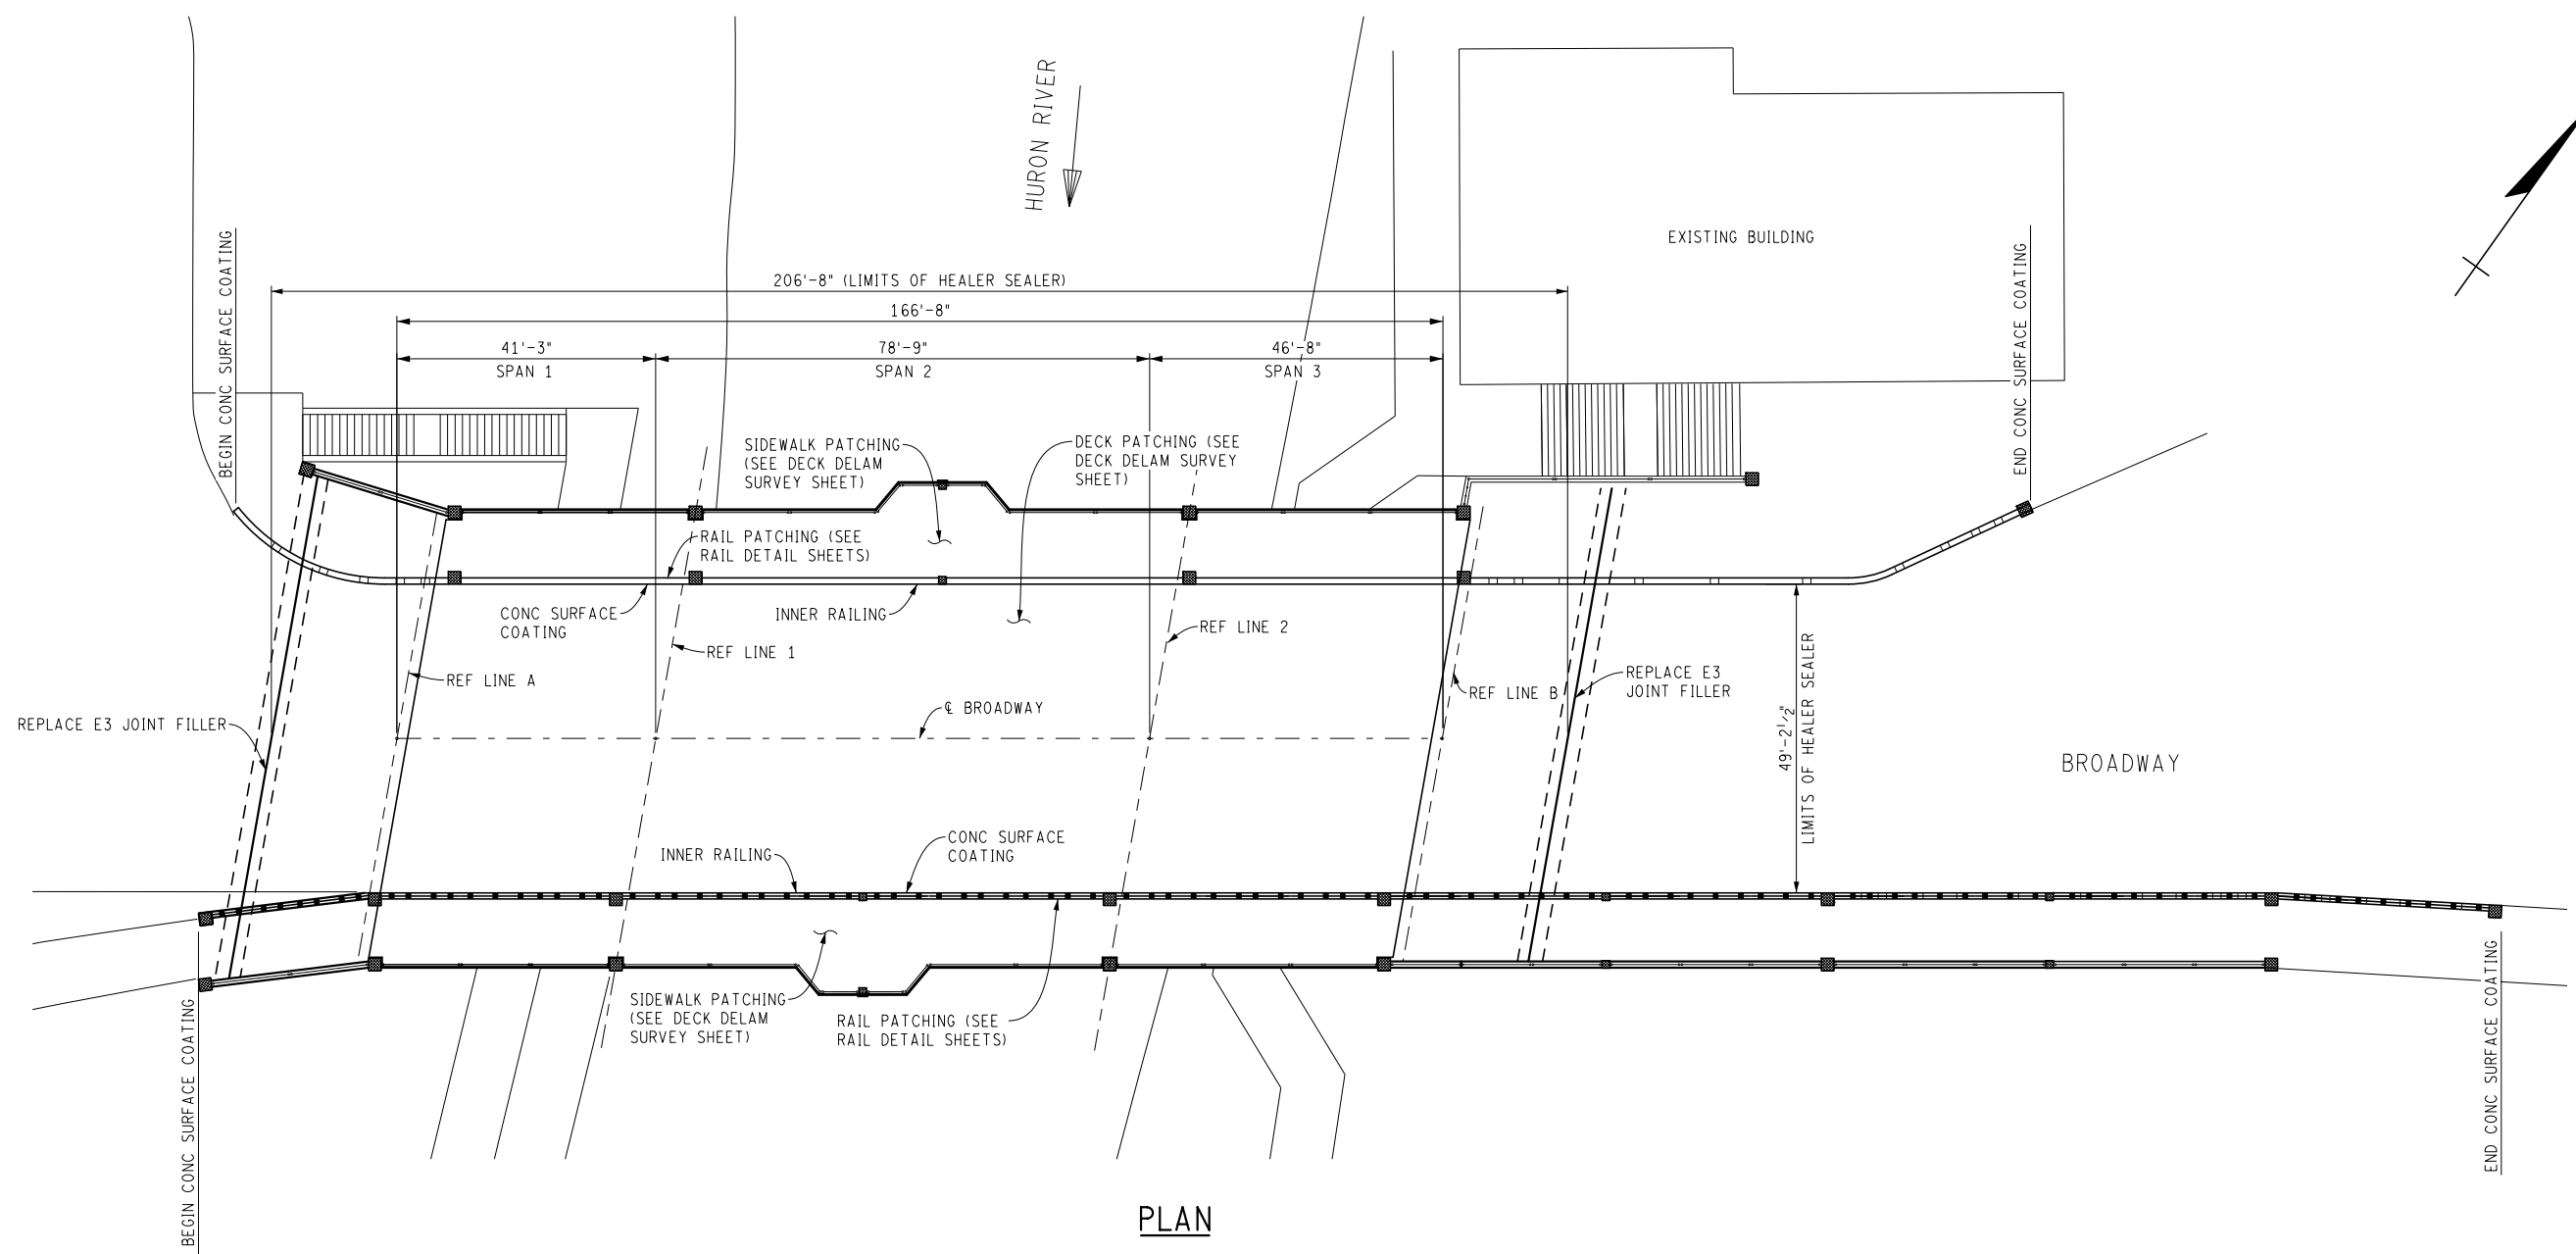 HURON RIVER
EXISTING BUILDING
BEGIN CONC SURFACE COATING
END CONC SURFACE COATING
206'-8" (LIMITS OF HEALER SEALER)
166'-8"
41'-3"
SPAN 1
78'-9"
SPAN 2
46'-8"
SPAN 3
SIDEWALK PATCHING
(SEE DECK DELAM
SURVEY SHEET)
DECK PATCHING (SEE
DECK DELAM SURVEY
SHEET)
RAIL PATCHING (SEE
RAIL DETAIL SHEETS)
CONC SURFACE
COATING
INNER RAILING
REF LINE 2
REF LINE 1
REF LINE A
REF LINE B
REPLACE E3
JOINT FILLER
REPLACE E3 JOINT FILLER
℄ BROADWAY
49'-2½"
LIMITS OF HEALER SEALER
BROADWAY
CONC SURFACE
COATING
INNER RAILING
SIDEWALK PATCHING
(SEE DECK DELAM
SURVEY SHEET)
RAIL PATCHING (SEE
RAIL DETAIL SHEETS)
BEGIN CONC SURFACE COATING
END CONC SURFACE COATING
PLAN